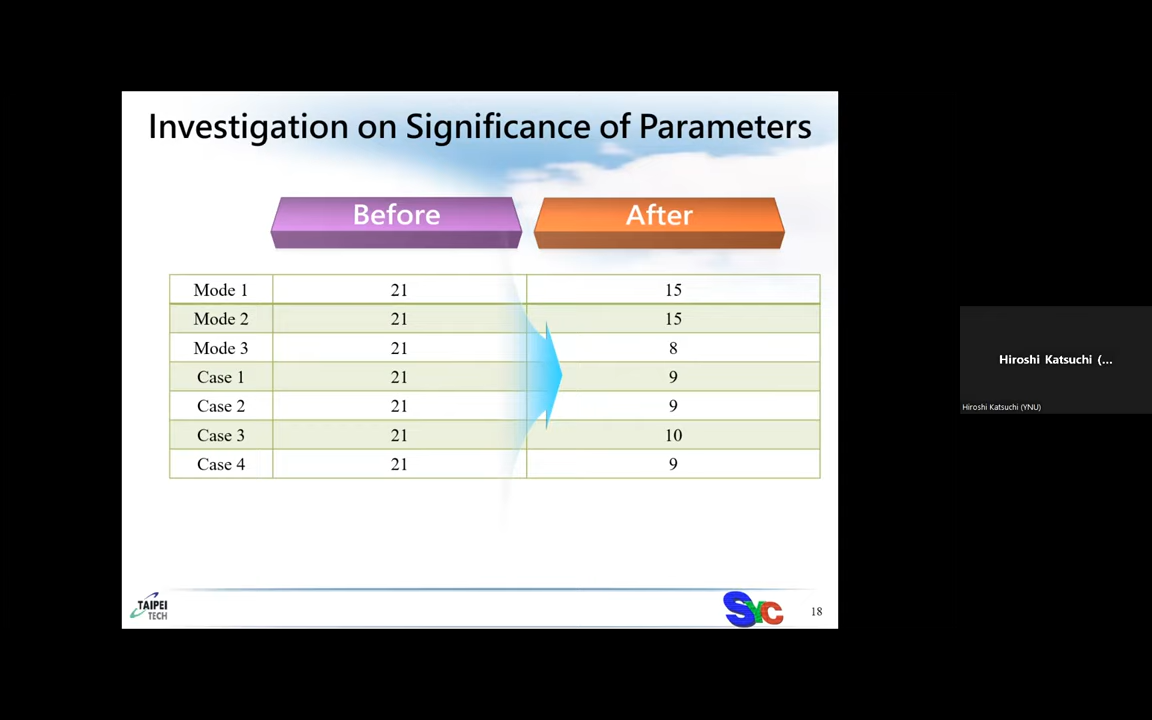 Investigation on Significance of Parameters
Before After
Mode 1 21 15
Mode 2 21 15
Mode 3 21 8
Case 1 21 9
Case 2 21 9
Case 3 21 10
Case 4 21 9
Hiroshi Katsuchi (...
Hiroshi Katsuchi (YNU)
TAIPEI
TECH
SYC
18